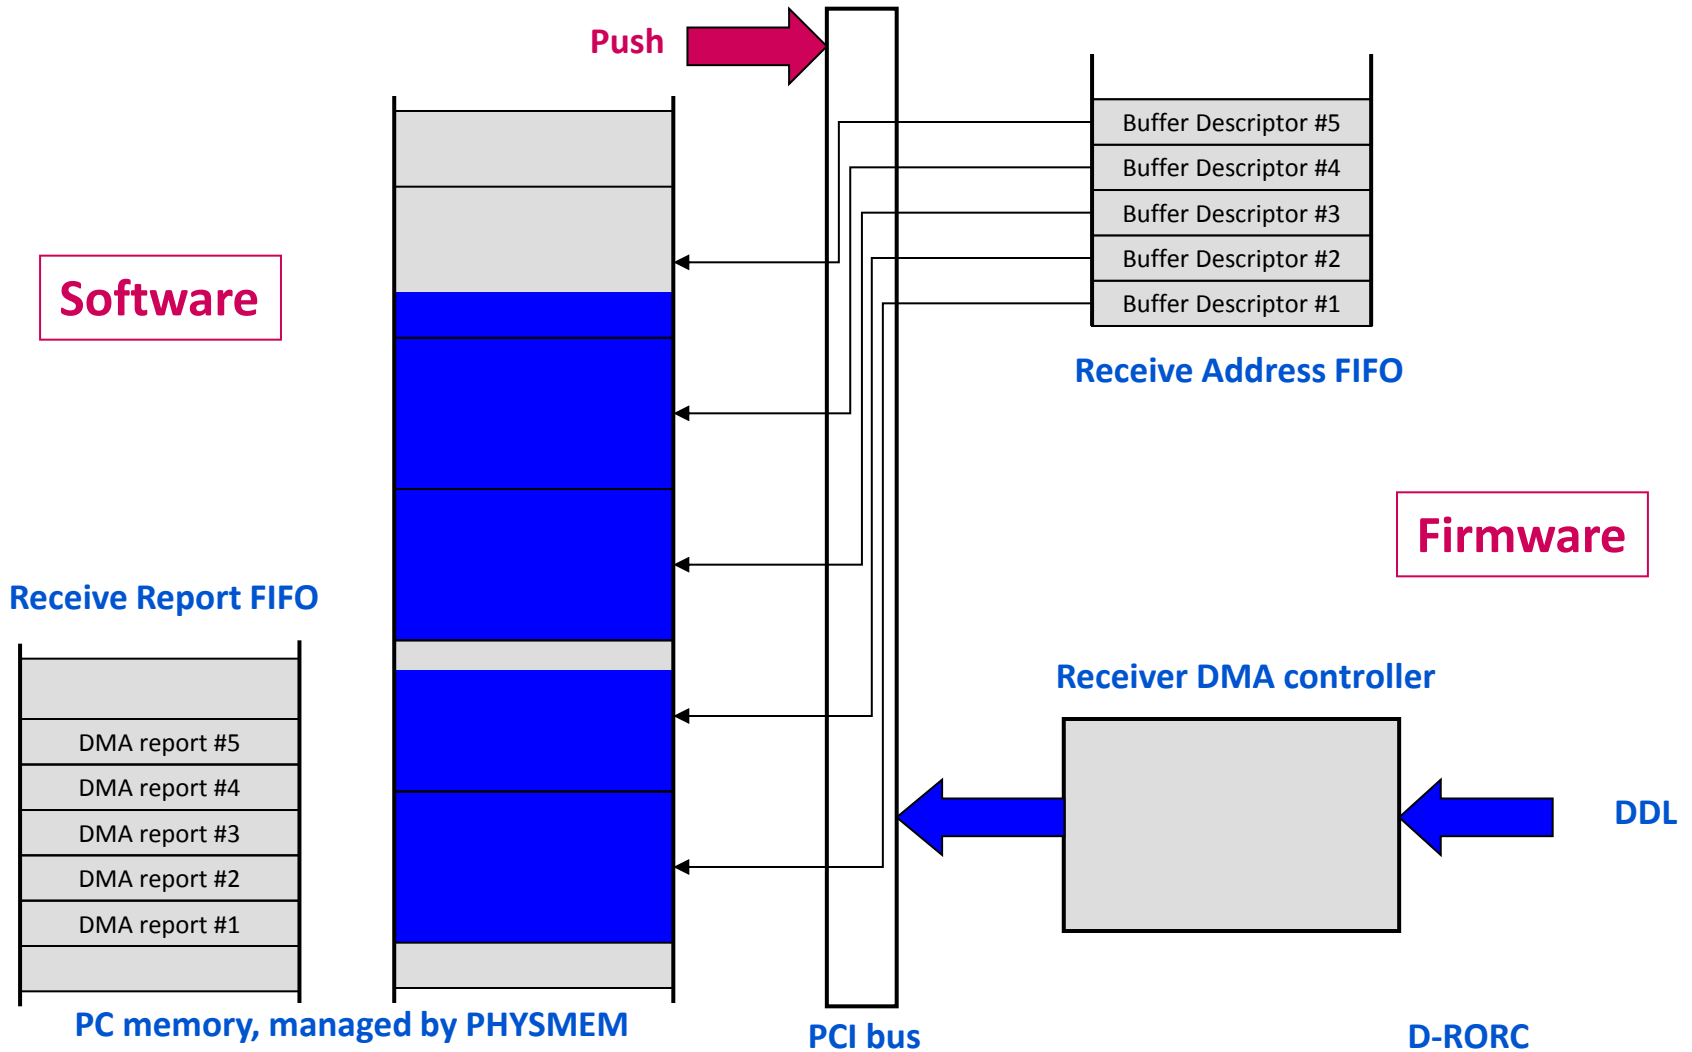 Push
Buffer Descriptor #5
Buffer Descriptor #4
Buffer Descriptor #3
Buffer Descriptor #2
Buffer Descriptor #1
Receive Address FIFO
Software
Firmware
Receive Report FIFO
DMA report #5
DMA report #4
DMA report #3
DMA report #2
DMA report #1
Receiver DMA controller
DDL
PC memory, managed by PHYSMEM
PCI bus
D-RORC